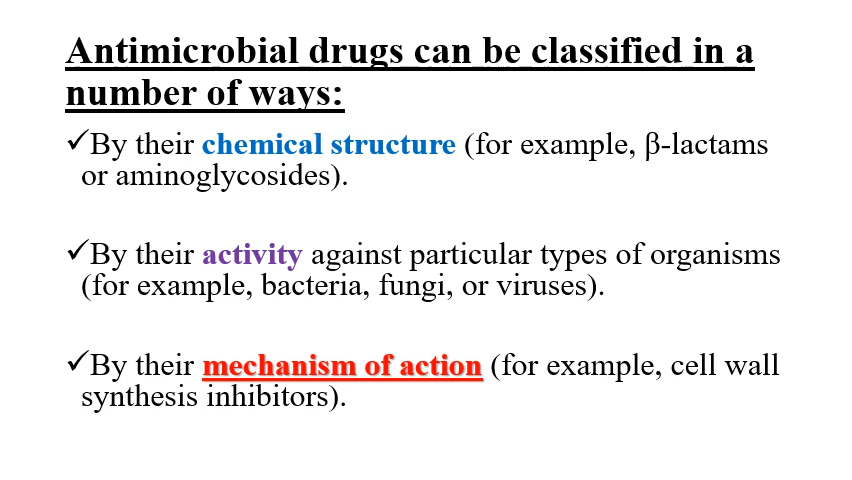 Antimicrobial drugs can be classified in a
number of ways:
✓By their chemical structure (for example, β-lactams
or aminoglycosides).
✓By their activity against particular types of organisms
(for example, bacteria, fungi, or viruses).
✓By their mechanism of action (for example, cell wall
synthesis inhibitors).